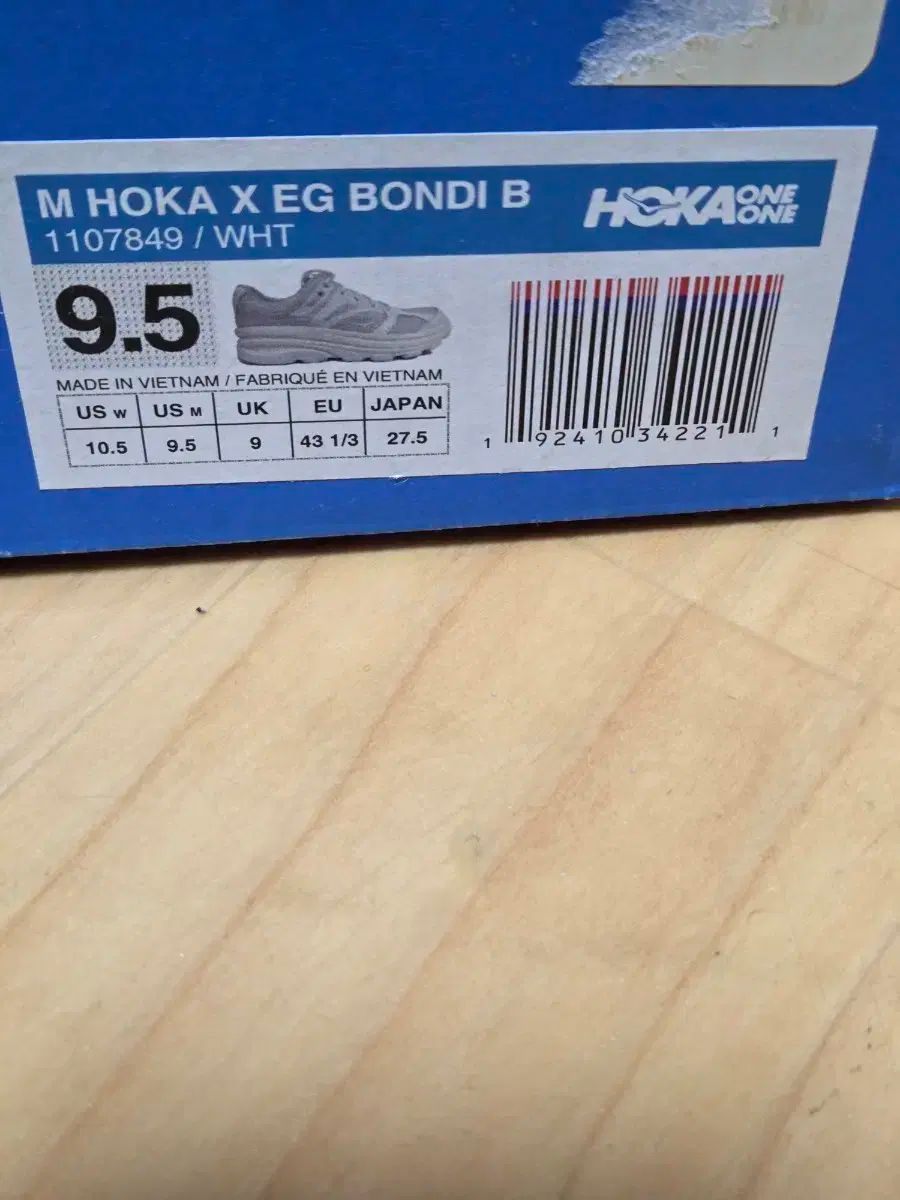 M HOKA X EG BONDI B
1107849 / WHT
HOKA ONE ONE
9.5
MADE IN VIETNAM / FABRIQUÉ EN VIETNAM
US W US M UK EU JAPAN
10.5 9.5 9 43 1/3 27.5
1 92410 34221 1